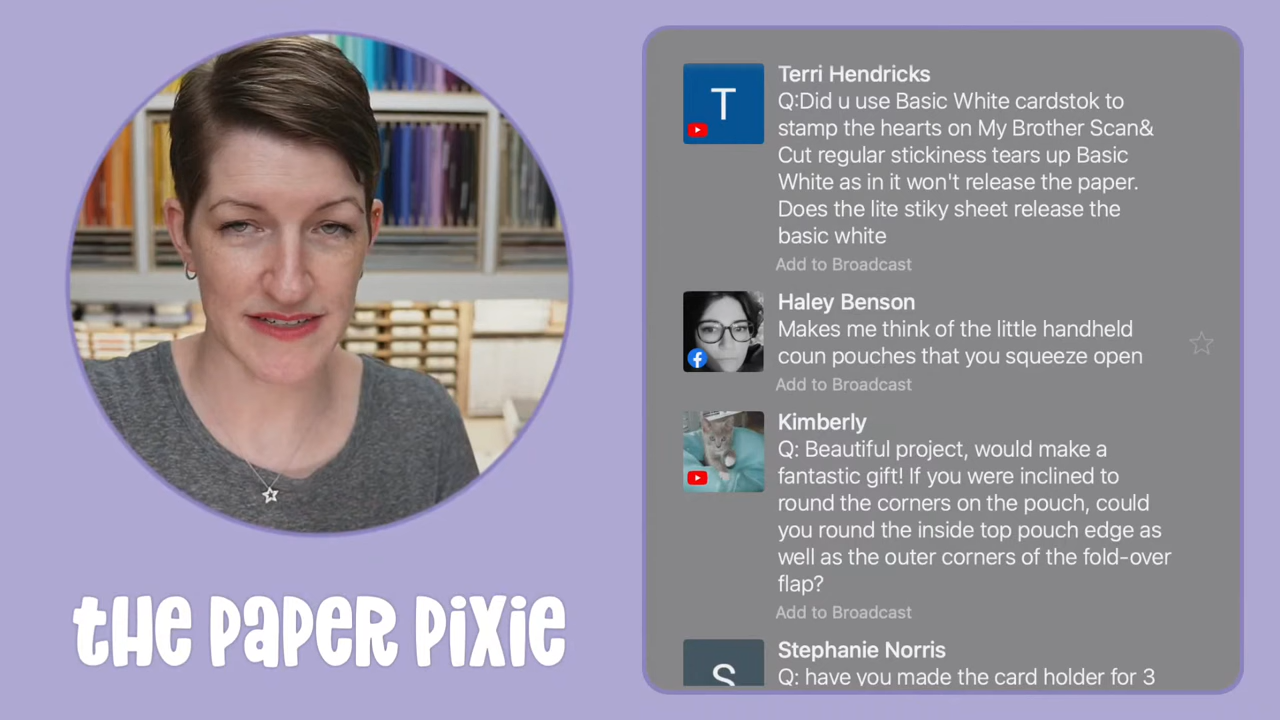 the paper pixie
T
Terri Hendricks
Q:Did u use Basic White cardstok to
stamp the hearts on My Brother Scan&
Cut regular stickiness tears up Basic
White as in it won't release the paper.
Does the lite stiky sheet release the
basic white
Add to Broadcast
Haley Benson
Makes me think of the little handheld
coun pouches that you squeeze open
Add to Broadcast
Kimberly
Q: Beautiful project, would make a
fantastic gift! If you were inclined to
round the corners on the pouch, could
you round the inside top pouch edge as
well as the outer corners of the fold-over
flap?
Add to Broadcast
S
Stephanie Norris
Q: have you made the card holder for 3